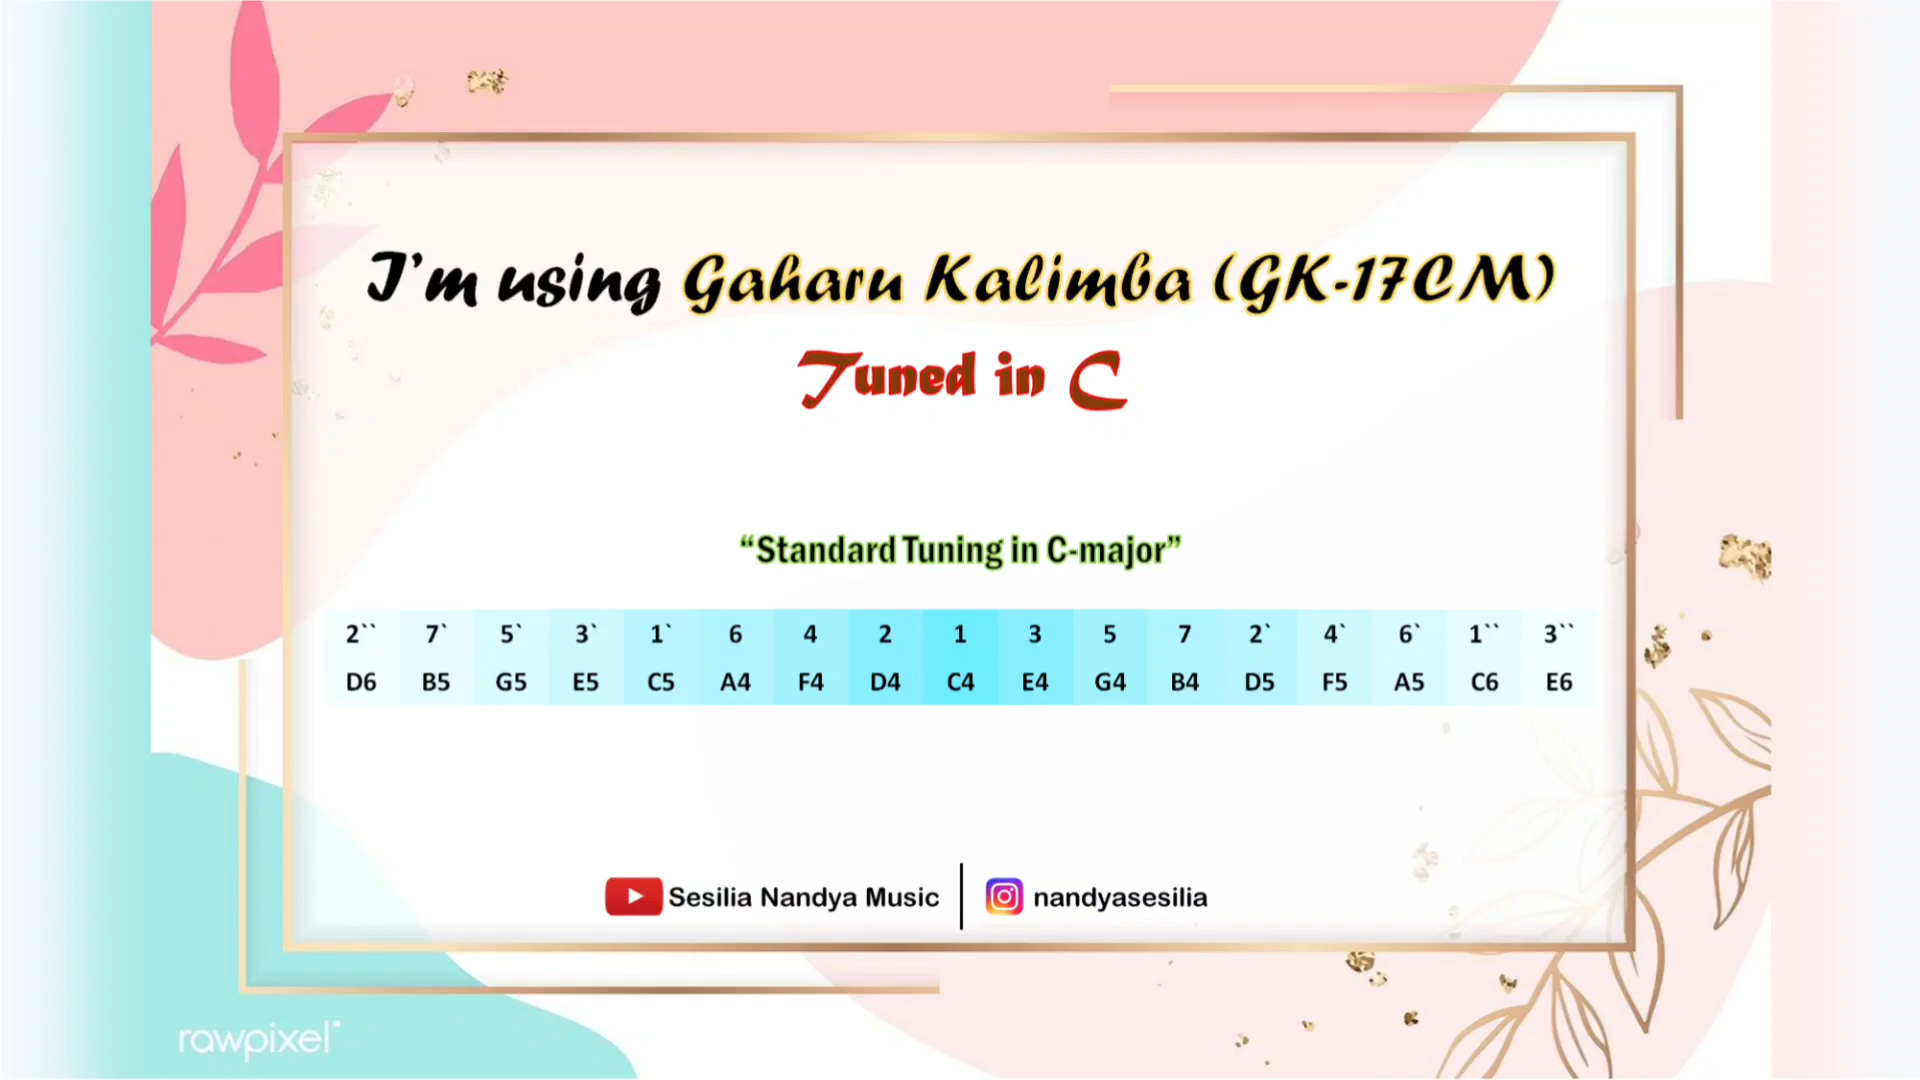 I'm using Gaharu Kalimba (GK-17CM)
Tuned in C
“Standard Tuning in C-major”
2`` 7` 5` 3` 1` 6 4 2 1 3 5 7 2` 4` 6` 1`` 3``
D6 B5 G5 E5 C5 A4 F4 D4 C4 E4 G4 B4 D5 F5 A5 C6 E6
Sesilia Nandya Music | nandyasesilia
rawpixel